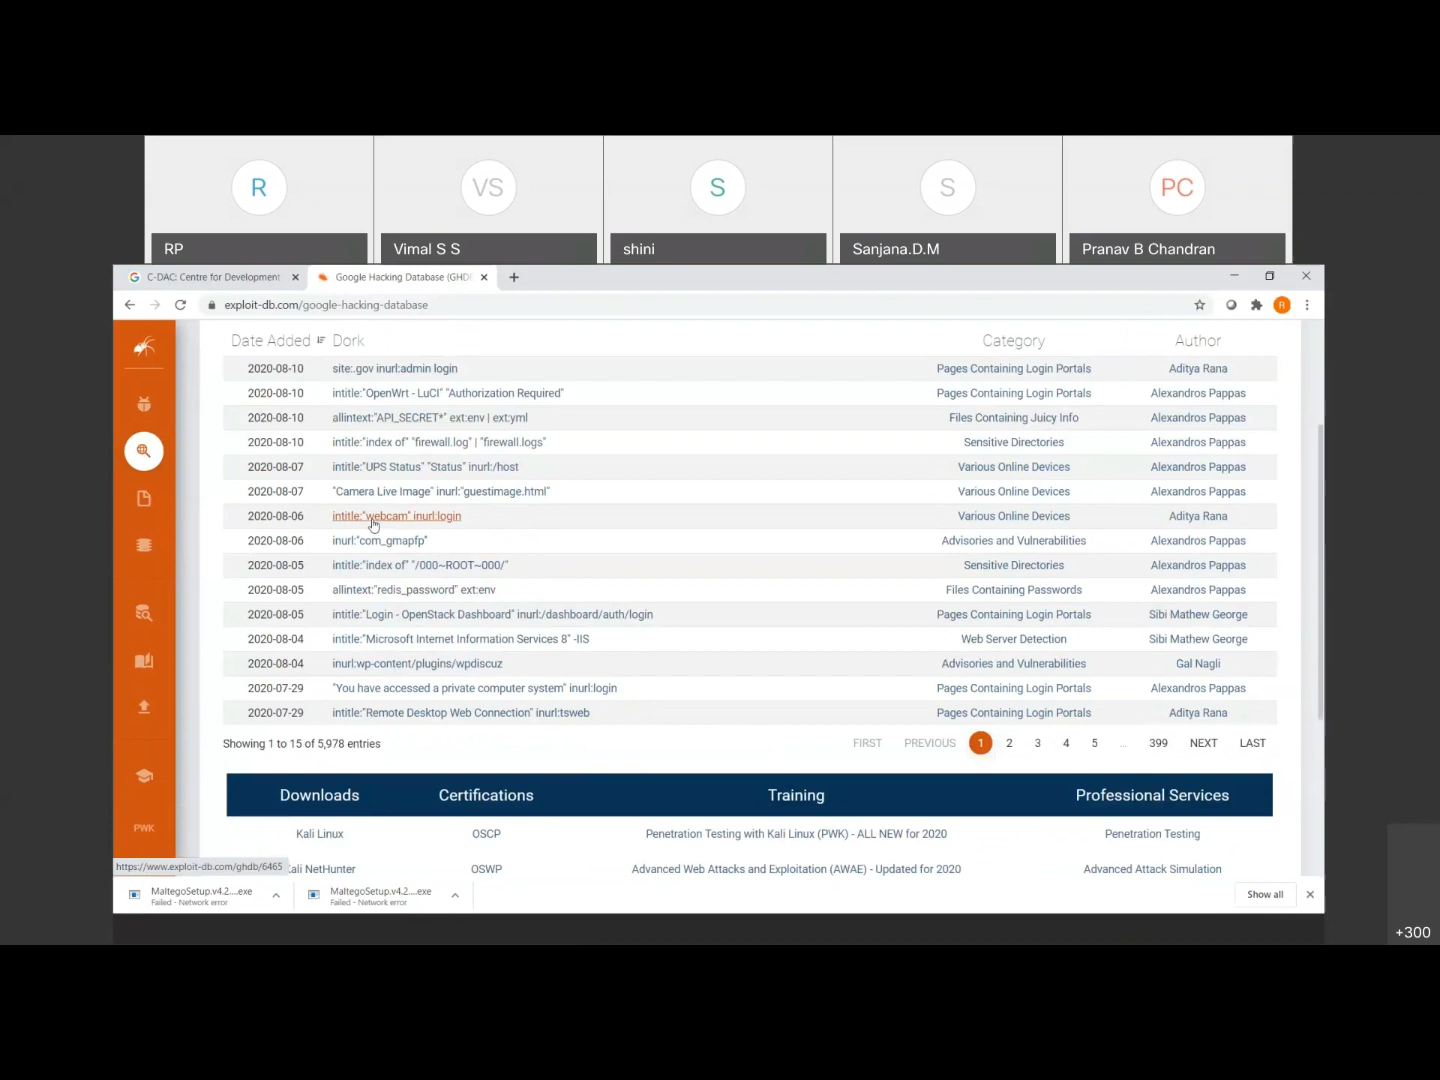 R VS S S PC
RP Vimal S S shini Sanjana.D.M Pranav B Chandran
C-DAC: Centre for Development Google Hacking Database (GHD
exploit-db.com/google-hacking-database R
Date Added Dork Category Author
2020-08-10 site:.gov inurl:admin login Pages Containing Login Portals Aditya Rana
2020-08-10 intitle:"OpenWrt - LuCI" "Authorization Required" Pages Containing Login Portals Alexandros Pappas
2020-08-10 allintext:"API_SECRET*" ext:env | ext:yml Files Containing Juicy Info Alexandros Pappas
2020-08-10 intitle:"index of" "firewall.log" | "firewall.logs" Sensitive Directories Alexandros Pappas
2020-08-07 intitle:"UPS Status" "Status" inurl:/host Various Online Devices Alexandros Pappas
2020-08-07 "Camera Live Image" inurl:"guestimage.html" Various Online Devices Alexandros Pappas
2020-08-06 intitle:"webcam" inurl:login Various Online Devices Aditya Rana
2020-08-06 inurl:"com_gmapfp" Advisories and Vulnerabilities Alexandros Pappas
2020-08-05 intitle:"index of" "/000~ROOT~000/" Sensitive Directories Alexandros Pappas
2020-08-05 allintext:"redis_password" ext:env Files Containing Passwords Alexandros Pappas
2020-08-05 intitle:"Login - OpenStack Dashboard" inurl:/dashboard/auth/login Pages Containing Login Portals Sibi Mathew George
2020-08-04 intitle:"Microsoft Internet Information Services 8" -IIS Web Server Detection Sibi Mathew George
2020-08-04 inurl:wp-content/plugins/wpdiscuz Advisories and Vulnerabilities Gal Nagli
2020-07-29 "You have accessed a private computer system" inurl:login Pages Containing Login Portals Alexandros Pappas
2020-07-29 intitle:"Remote Desktop Web Connection" inurl:tsweb Pages Containing Login Portals Aditya Rana
Showing 1 to 15 of 5,978 entries FIRST PREVIOUS 1 2 3 4 5 ... 399 NEXT LAST
Downloads Certifications Training Professional Services
PWK Kali Linux OSCP Penetration Testing with Kali Linux (PWK) - ALL NEW for 2020 Penetration Testing
https://www.exploit-db.com/ghdb/6465 ali NetHunter OSWP Advanced Web Attacks and Exploitation (AWAE) - Updated for 2020 Advanced Attack Simulation
MaltegoSetup.v4.2....exe MaltegoSetup.v4.2....exe Show all
Failed - Network error Failed - Network error
+300